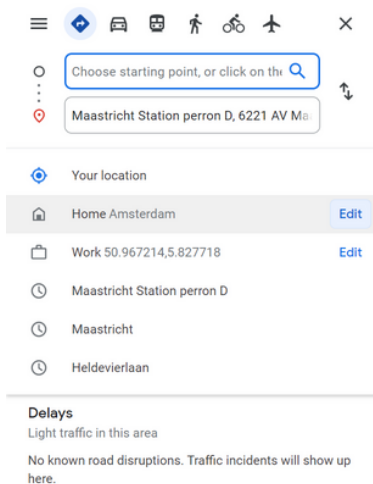 Choose starting point, or click on the
Maastricht Station perron D, 6221 AV Ma
Your location
Home Amsterdam Edit
Work 50.967214,5.827718 Edit
Maastricht Station perron D
Maastricht
Heldevierlaan
Delays
Light traffic in this area
No known road disruptions. Traffic incidents will show up
here.